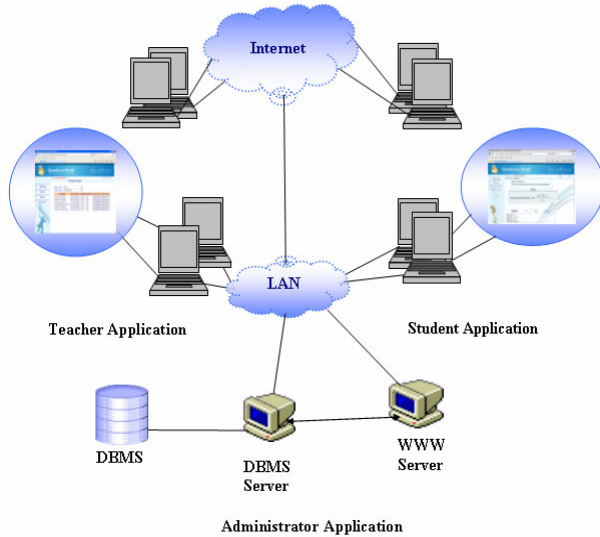 Internet
LAN
Teacher Application
Student Application
DBMS
DBMS
Server
WWW
Server
Administrator Application